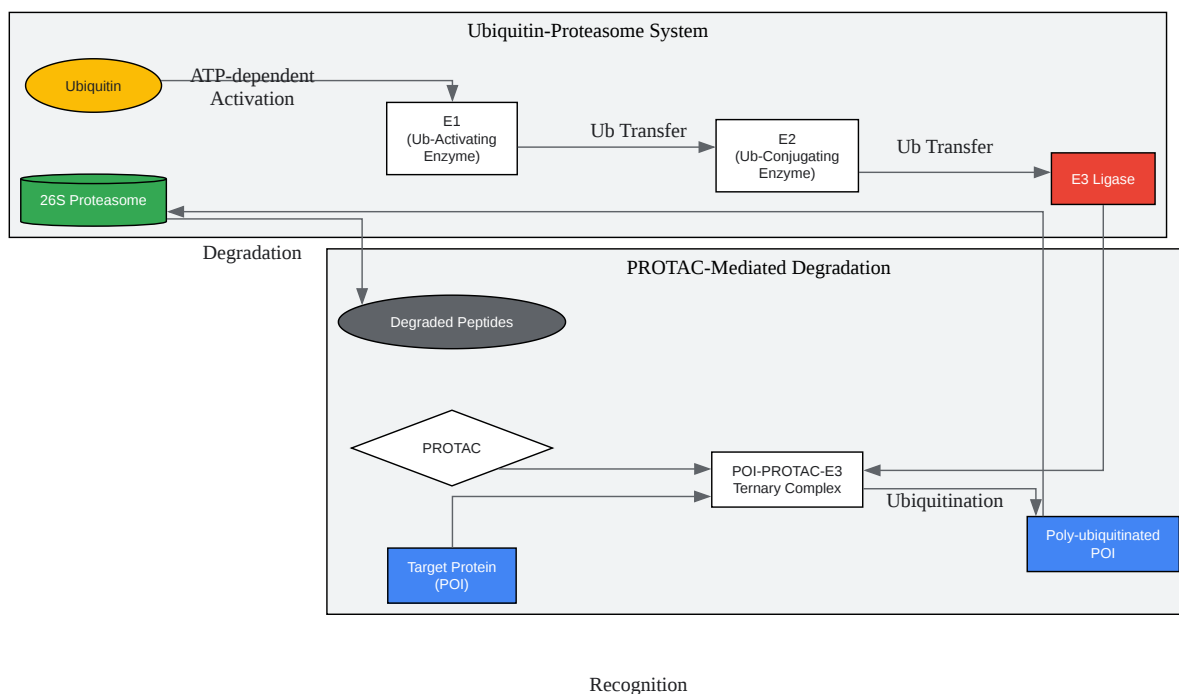 Ubiquitin-Proteasome System
Ubiquitin
ATP-dependent
Activation
E1
(Ub-Activating
Enzyme)
Ub Transfer
E2
(Ub-Conjugating
Enzyme)
Ub Transfer
E3 Ligase
26S Proteasome
Degradation
PROTAC-Mediated Degradation
Degraded Peptides
PROTAC
POI-PROTAC-E3
Ternary Complex
Ubiquitination
Poly-ubiquitinated
POI
Target Protein
(POI)
Recognition